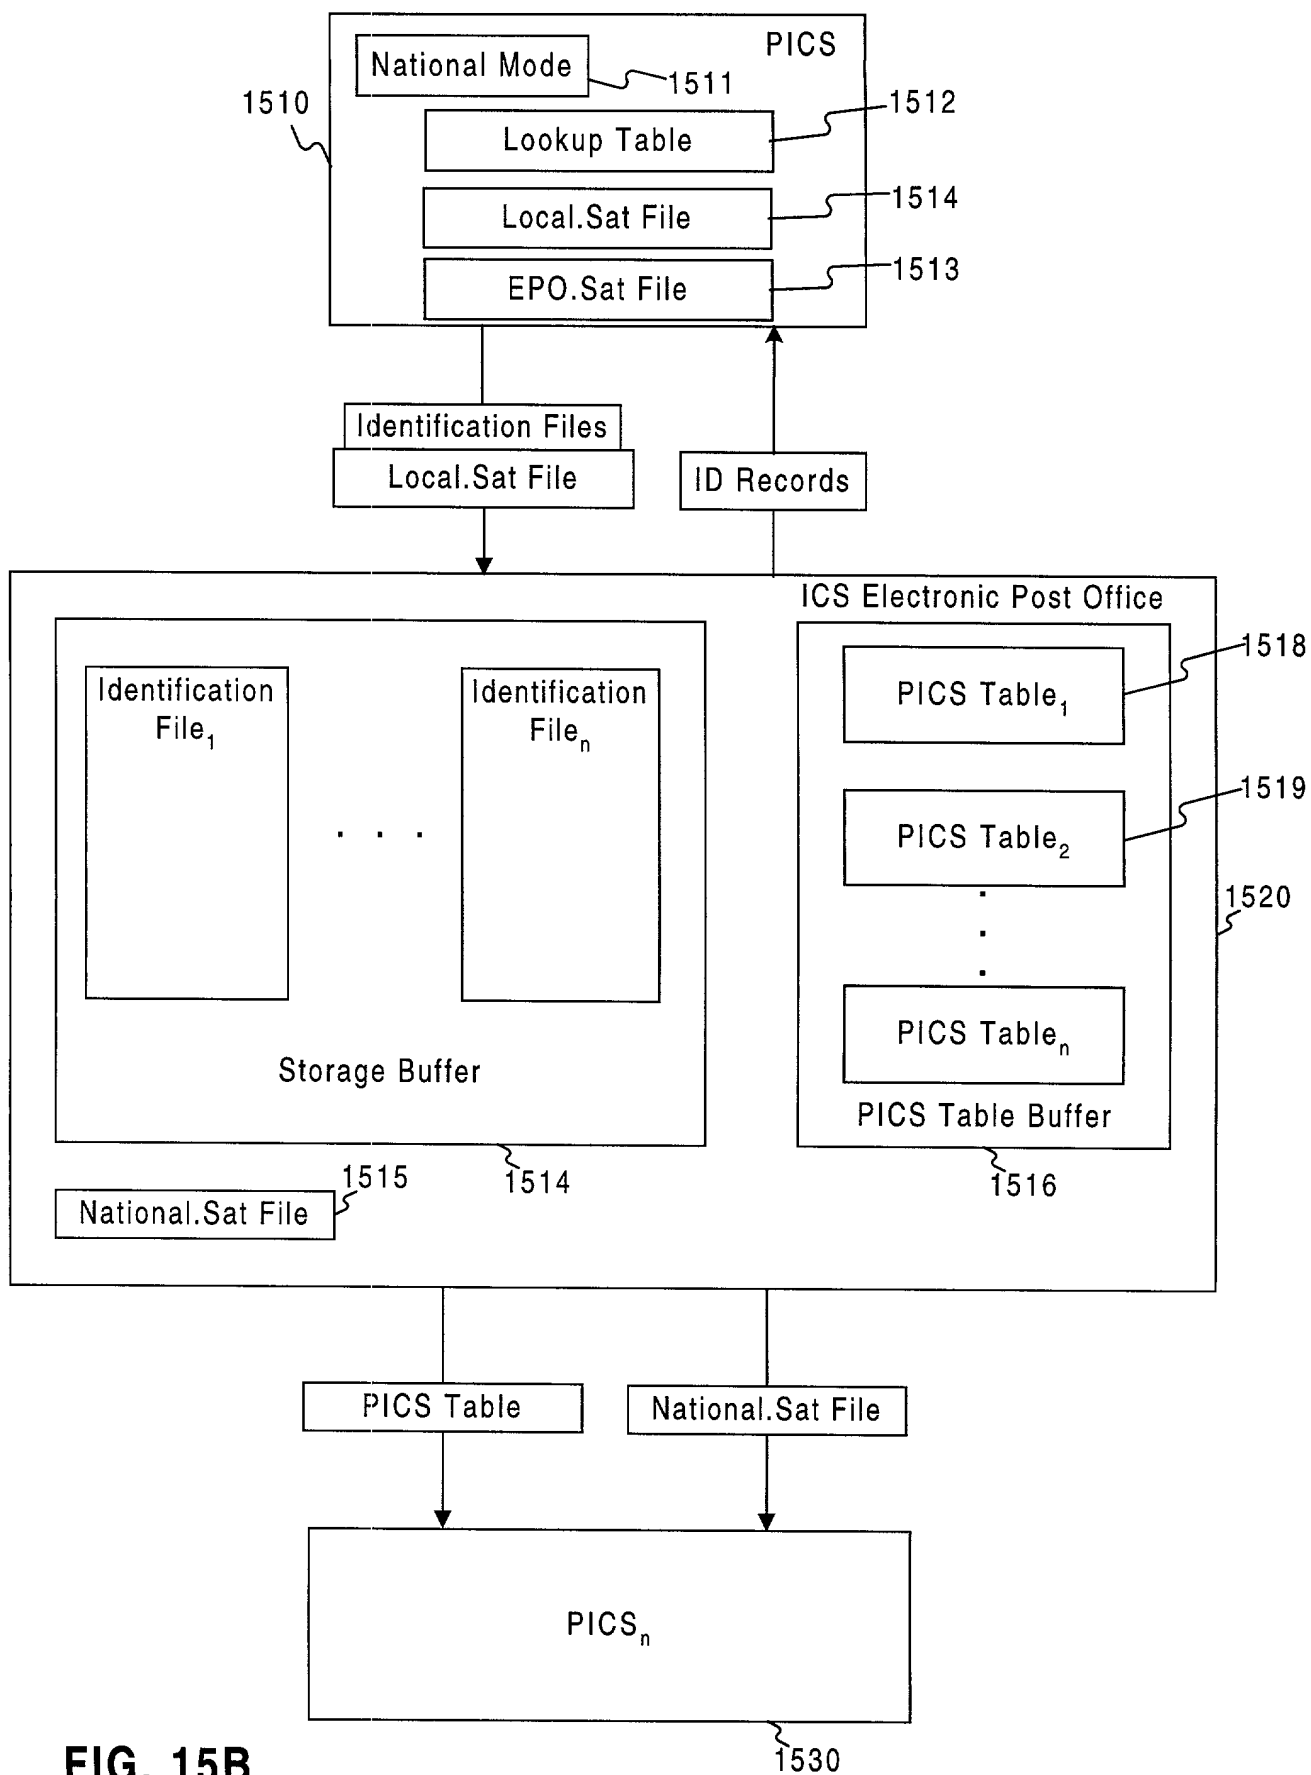 PICS
National Mode
1511
1510
1512
Lookup Table
1514
Local.Sat File
1513
EPO.Sat File
Identification Files
Local.Sat File
ID Records
ICS Electronic Post Office
1518
Identification
File1
. . .
Identification
Filen
PICS Table1
1519
PICS Table2
.
.
.
1520
PICS Tablen
Storage Buffer
PICS Table Buffer
1514
1516
1515
National.Sat File
PICS Table
National.Sat File
PICSn
1530
FIG. 15B